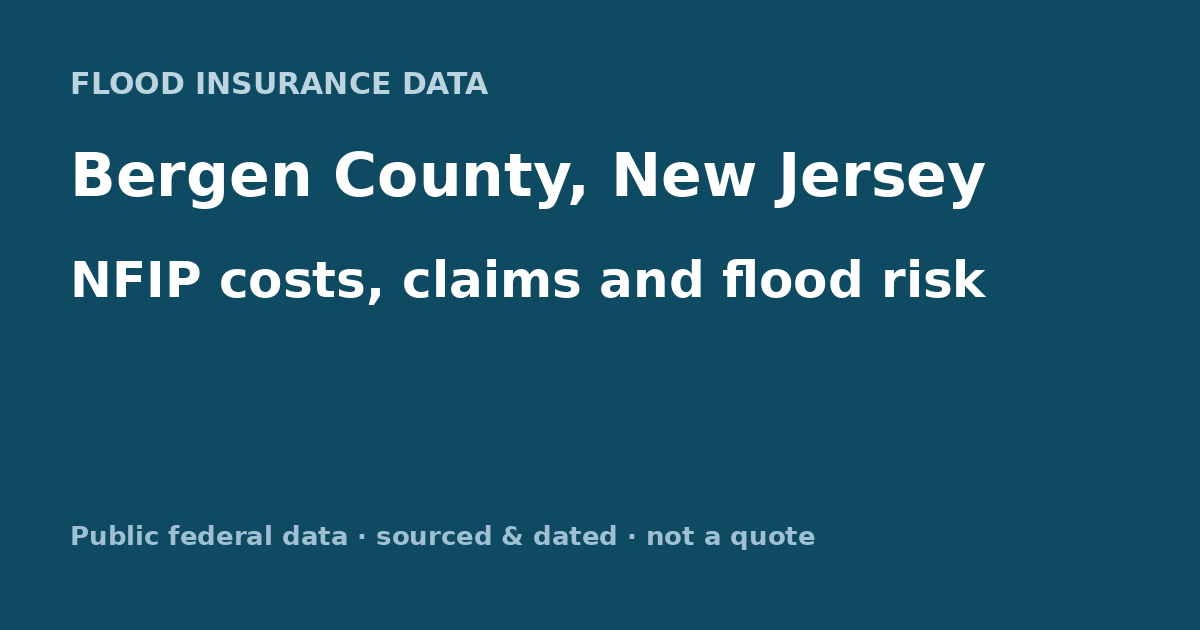 FLOOD INSURANCE DATA
Bergen County, New Jersey
NFIP costs, claims and flood risk
Public federal data · sourced & dated · not a quote